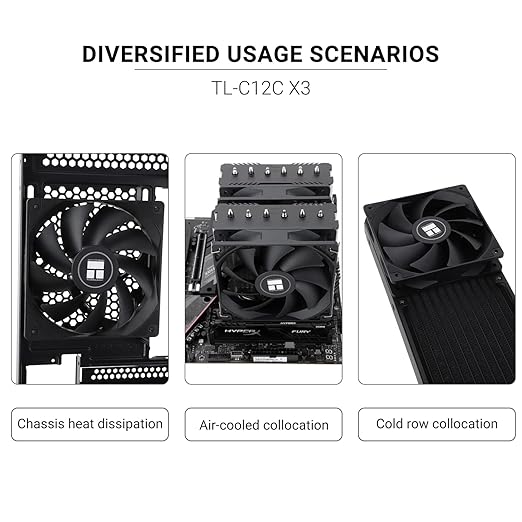 DIVERSIFIED USAGE SCENARIOS
TL-C12C X3
HYPERX
FURY
Chassis heat dissipation
Air-cooled collocation
Cold row collocation